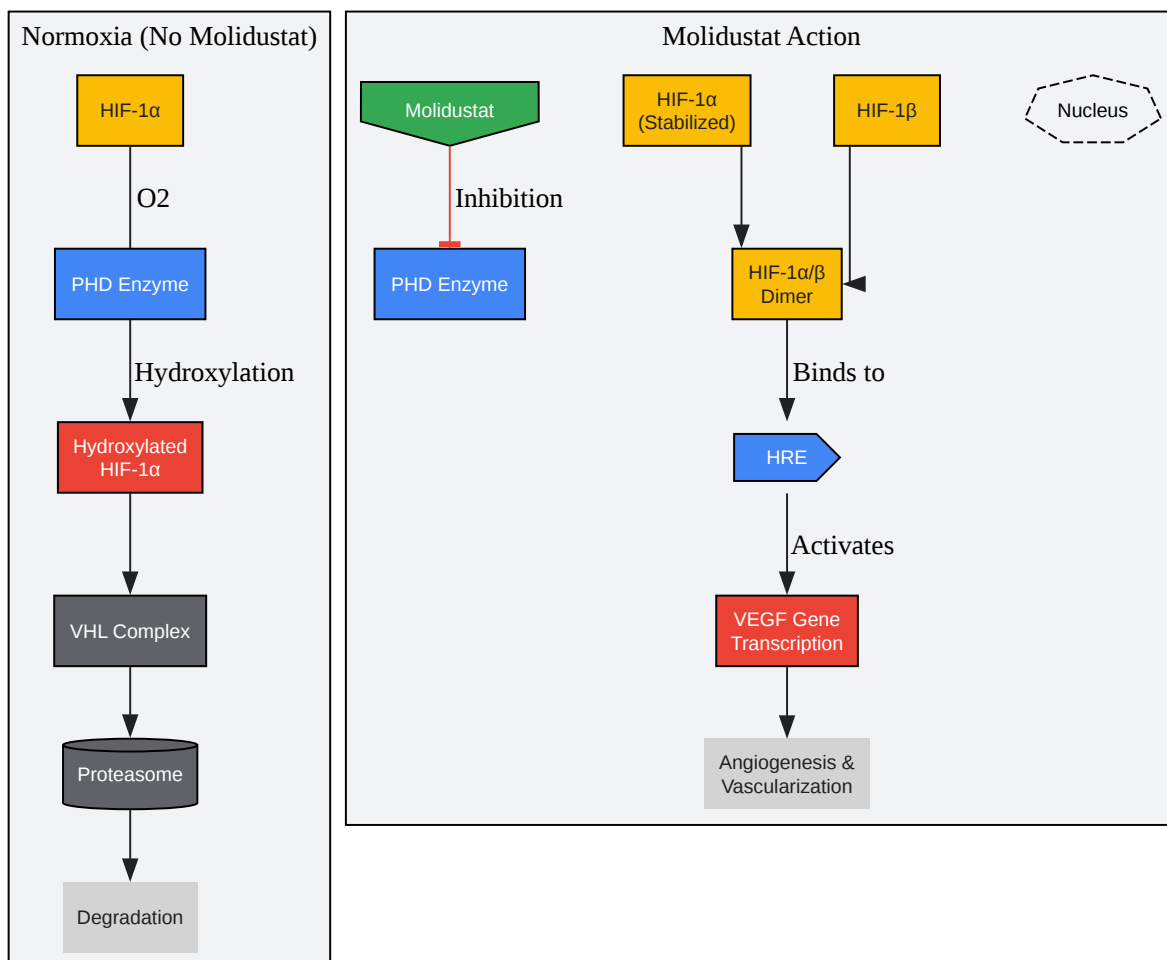 Normoxia (No Molidustat)
HIF-1α
O2
PHD Enzyme
Hydroxylation
Hydroxylated
HIF-1α
VHL Complex
Proteasome
Degradation
Molidustat Action
Molidustat
Inhibition
PHD Enzyme
HIF-1α
(Stabilized)
HIF-1β
Nucleus
HIF-1α/β
Dimer
Binds to
HRE
Activates
VEGF Gene
Transcription
Angiogenesis &
Vascularization